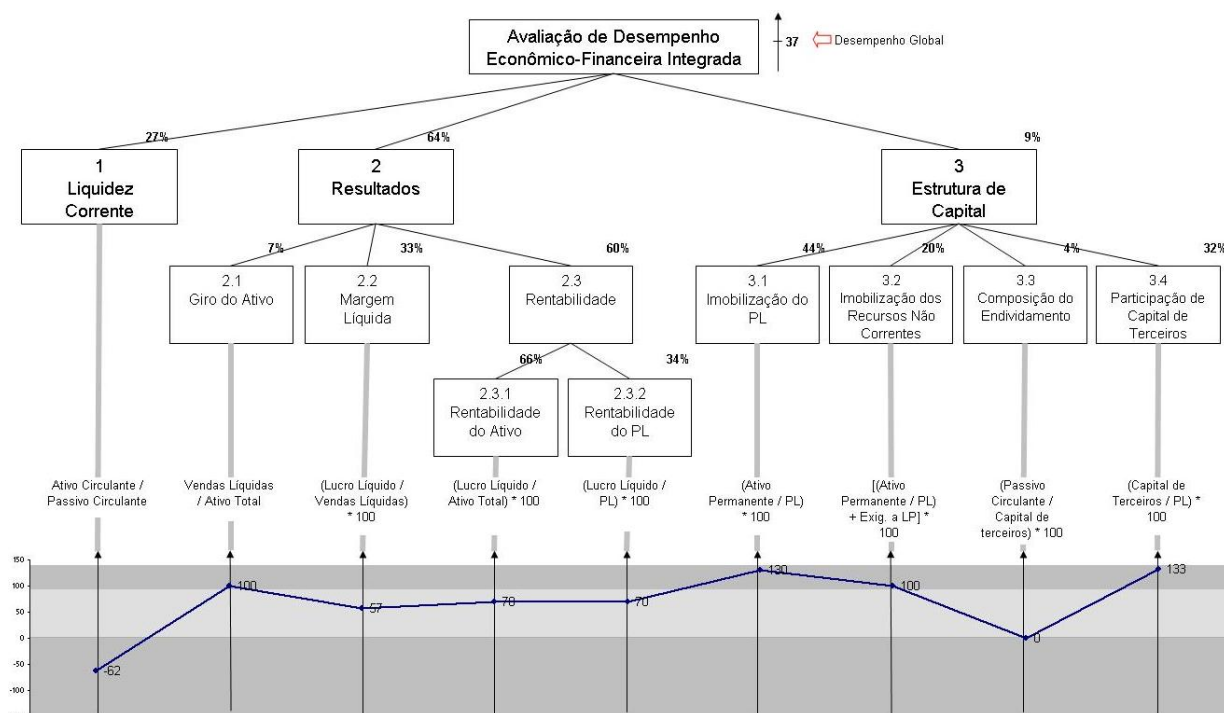 Avaliação de Desempenho
Econômico-Financeira Integrada
37
Desempenho Global
27%
64%
9%
1
Liquidez
Corrente
2
Resultados
3
Estrutura de
Capital
7%
33%
60%
44%
20%
4%
32%
2.1
Giro do Ativo
2.2
Margem
Líquida
2.3
Rentabilidade
3.1
Imobilização do
PL
3.2
Imobilização dos
Recursos Não
Correntes
3.3
Composição do
Endividamento
3.4
Participação de
Capital de
Terceiros
66%
34%
2.3.1
Rentabilidade
do Ativo
2.3.2
Rentabilidade
do PL
Ativo Circulante /
Passivo Circulante
Vendas Líquidas
/ Ativo Total
(Lucro Líquido /
Vendas Líquidas)
* 100
(Lucro Líquido /
Ativo Total) * 100
(Lucro Líquido /
PL) * 100
(Ativo
Permanente / PL)
* 100
[(Ativo
Permanente / PL)
+ Exig. a LP] *
100
(Passivo
Circulante /
Capital de
terceiros) * 100
(Capital de
Terceiros / PL) *
100
150
100
50
0
-50
-100
-62
100
57
70
70
130
100
0
133